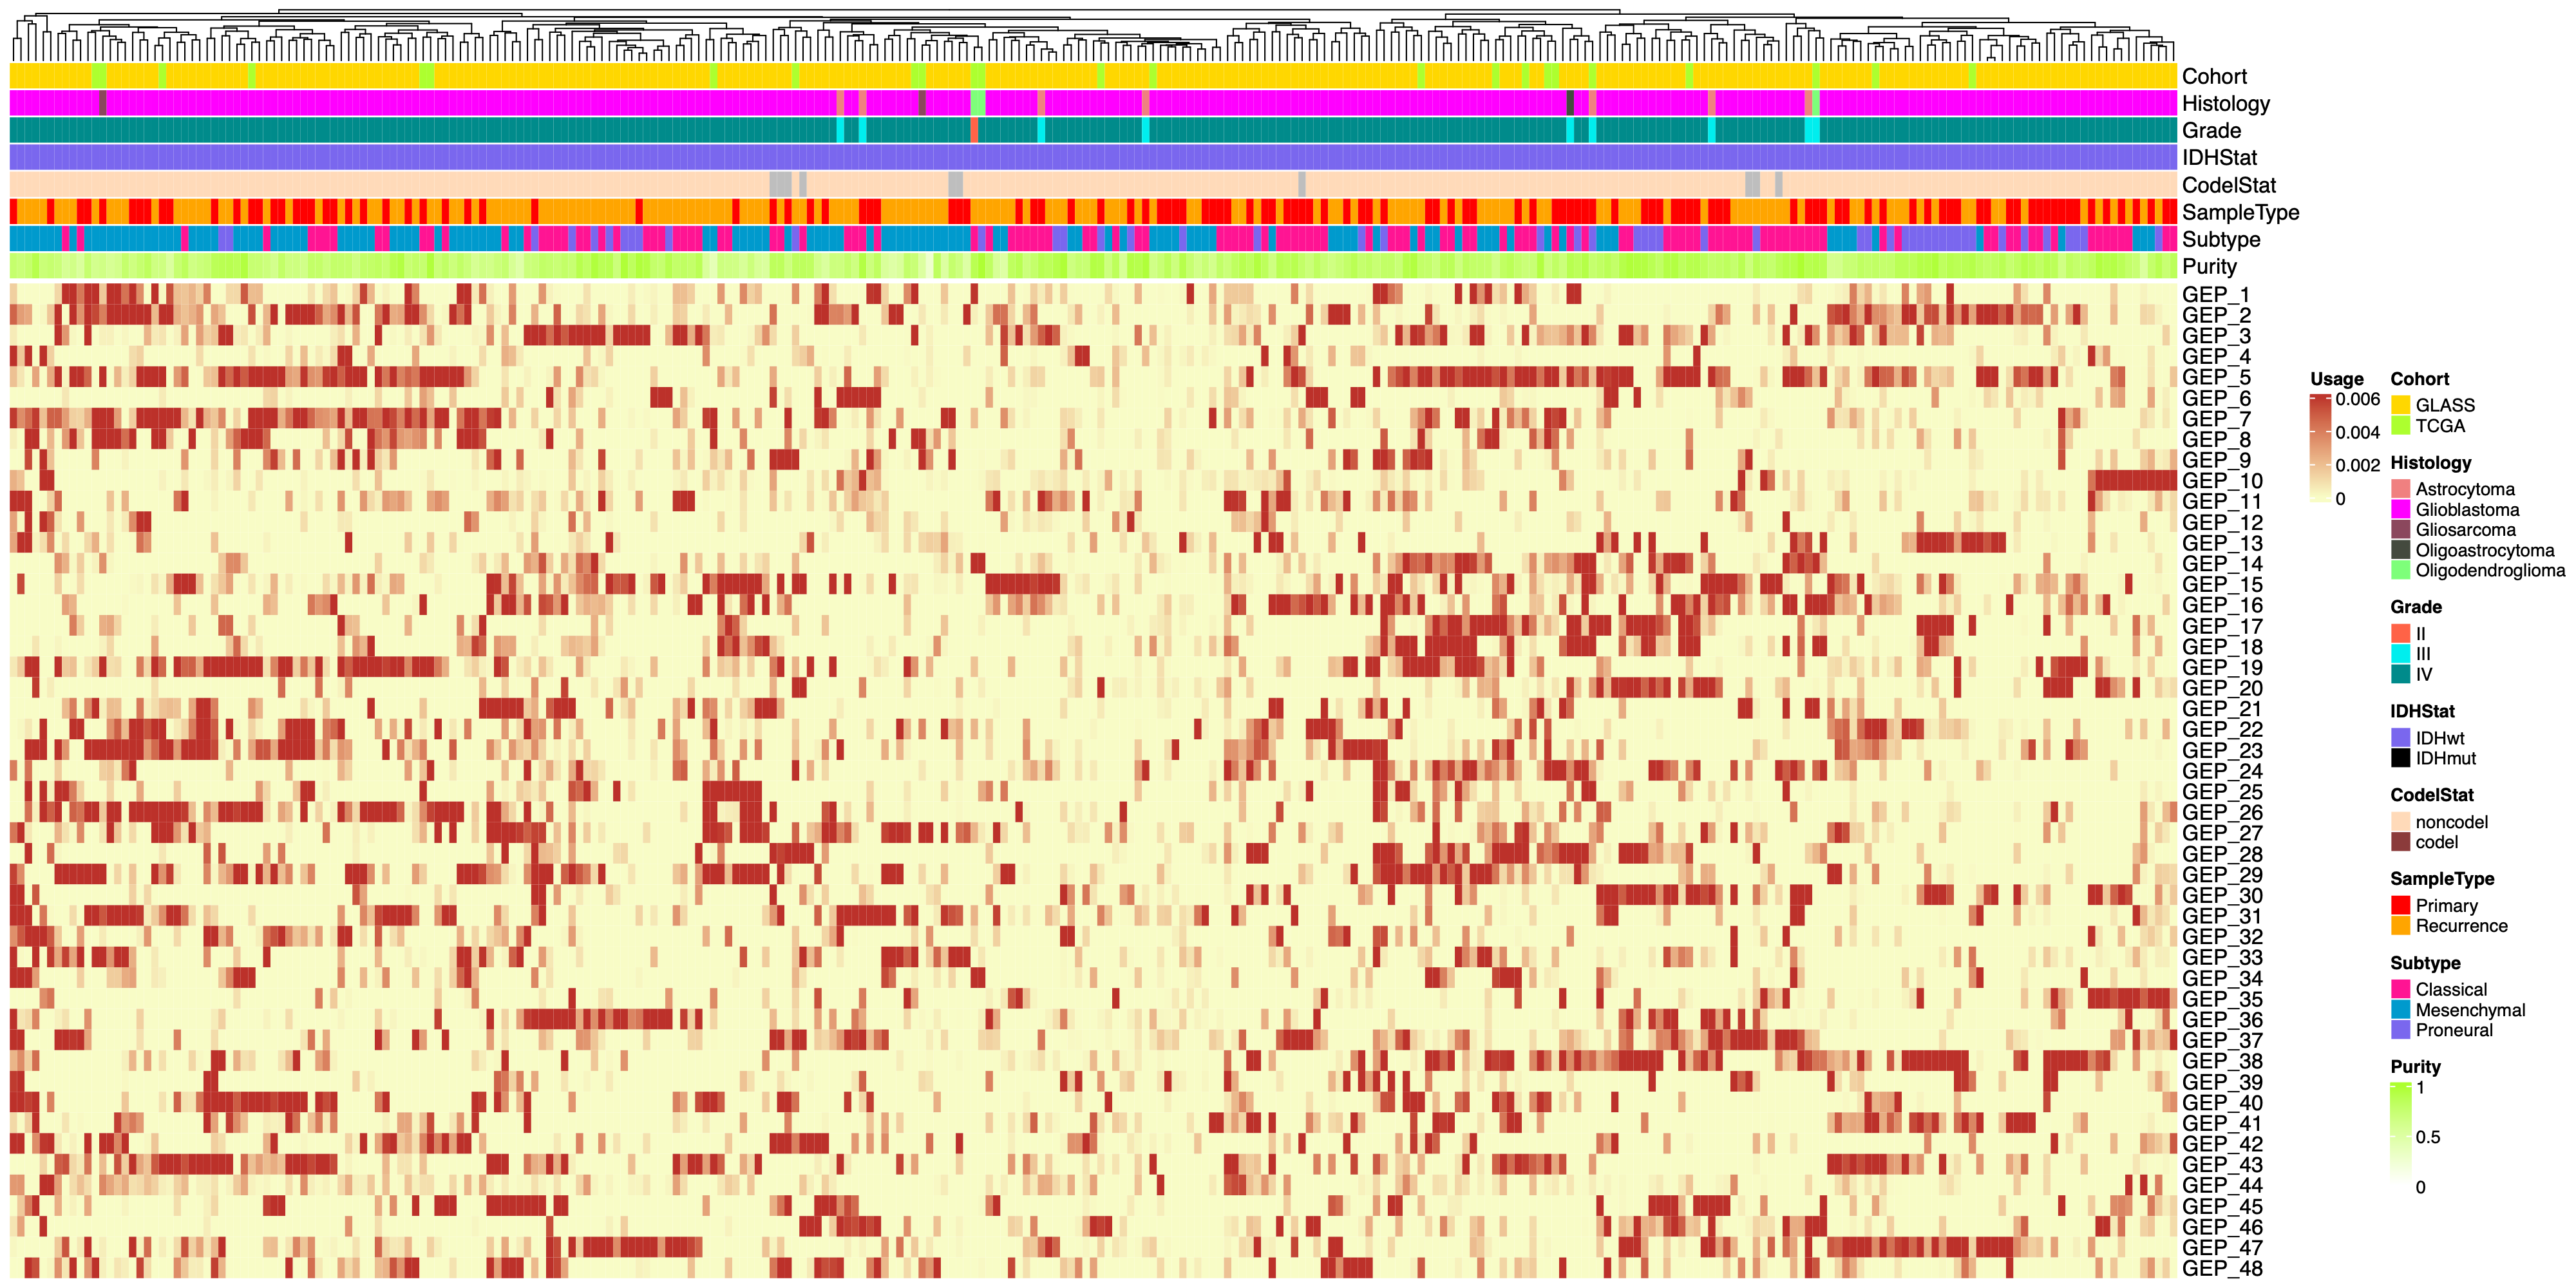 Cohort
Histology
Grade
IDHStat
CodelStat
SampleType
Subtype
Purity
GEP_1
GEP_2
GEP_3
GEP_4
GEP_5
GEP_6
GEP_7
GEP_8
GEP_9
GEP_10
GEP_11
GEP_12
GEP_13
GEP_14
GEP_15
GEP_16
GEP_17
GEP_18
GEP_19
GEP_20
GEP_21
GEP_22
GEP_23
GEP_24
GEP_25
GEP_26
GEP_27
GEP_28
GEP_29
GEP_30
GEP_31
GEP_32
GEP_33
GEP_34
GEP_35
GEP_36
GEP_37
GEP_38
GEP_39
GEP_40
GEP_41
GEP_42
GEP_43
GEP_44
GEP_45
GEP_46
GEP_47
GEP_48
Usage
0.006
0.004
0.002
0
Cohort
GLASS
TCGA
Histology
Astrocytoma
Glioblastoma
Gliosarcoma
Oligoastrocytoma
Oligodendroglioma
Grade
II
III
IV
IDHStat
IDHwt
IDHmut
CodelStat
noncodel
codel
SampleType
Primary
Recurrence
Subtype
Classical
Mesenchymal
Proneural
Purity
1
0.5
0